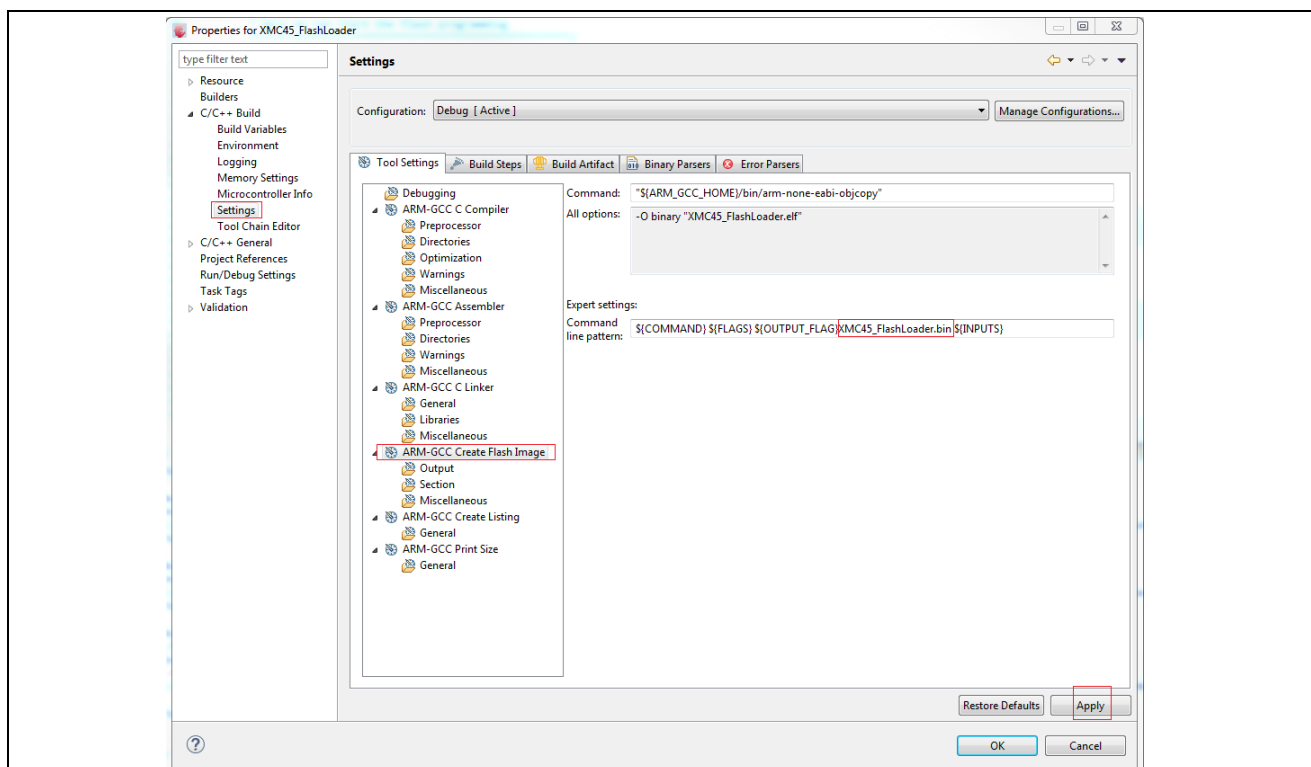 Properties for XMC45_FlashLoader
type filter text
Resource
Builders
C/C++ Build
Build Variables
Environment
Logging
Memory Settings
Microcontroller Info
Settings
Tool Chain Editor
C/C++ General
Project References
Run/Debug Settings
Task Tags
Validation
Settings
Configuration: Debug [ Active ] Manage Configurations...
Tool Settings Build Steps Build Artifact Binary Parsers Error Parsers
Debugging
ARM-GCC C Compiler
Preprocessor
Directories
Optimization
Warnings
Miscellaneous
ARM-GCC Assembler
Preprocessor
Directories
Warnings
Miscellaneous
ARM-GCC C Linker
General
Libraries
Miscellaneous
ARM-GCC Create Flash Image
Output
Section
Miscellaneous
ARM-GCC Create Listing
General
ARM-GCC Print Size
General
Command: "${ARM_GCC_HOME}/bin/arm-none-eabi-objcopy"
All options: -O binary "XMC45_FlashLoader.elf"
Expert settings:
Command
line pattern: ${COMMAND} ${FLAGS} ${OUTPUT_FLAG}XMC45_FlashLoader.bin ${INPUTS}
Restore Defaults Apply
OK Cancel